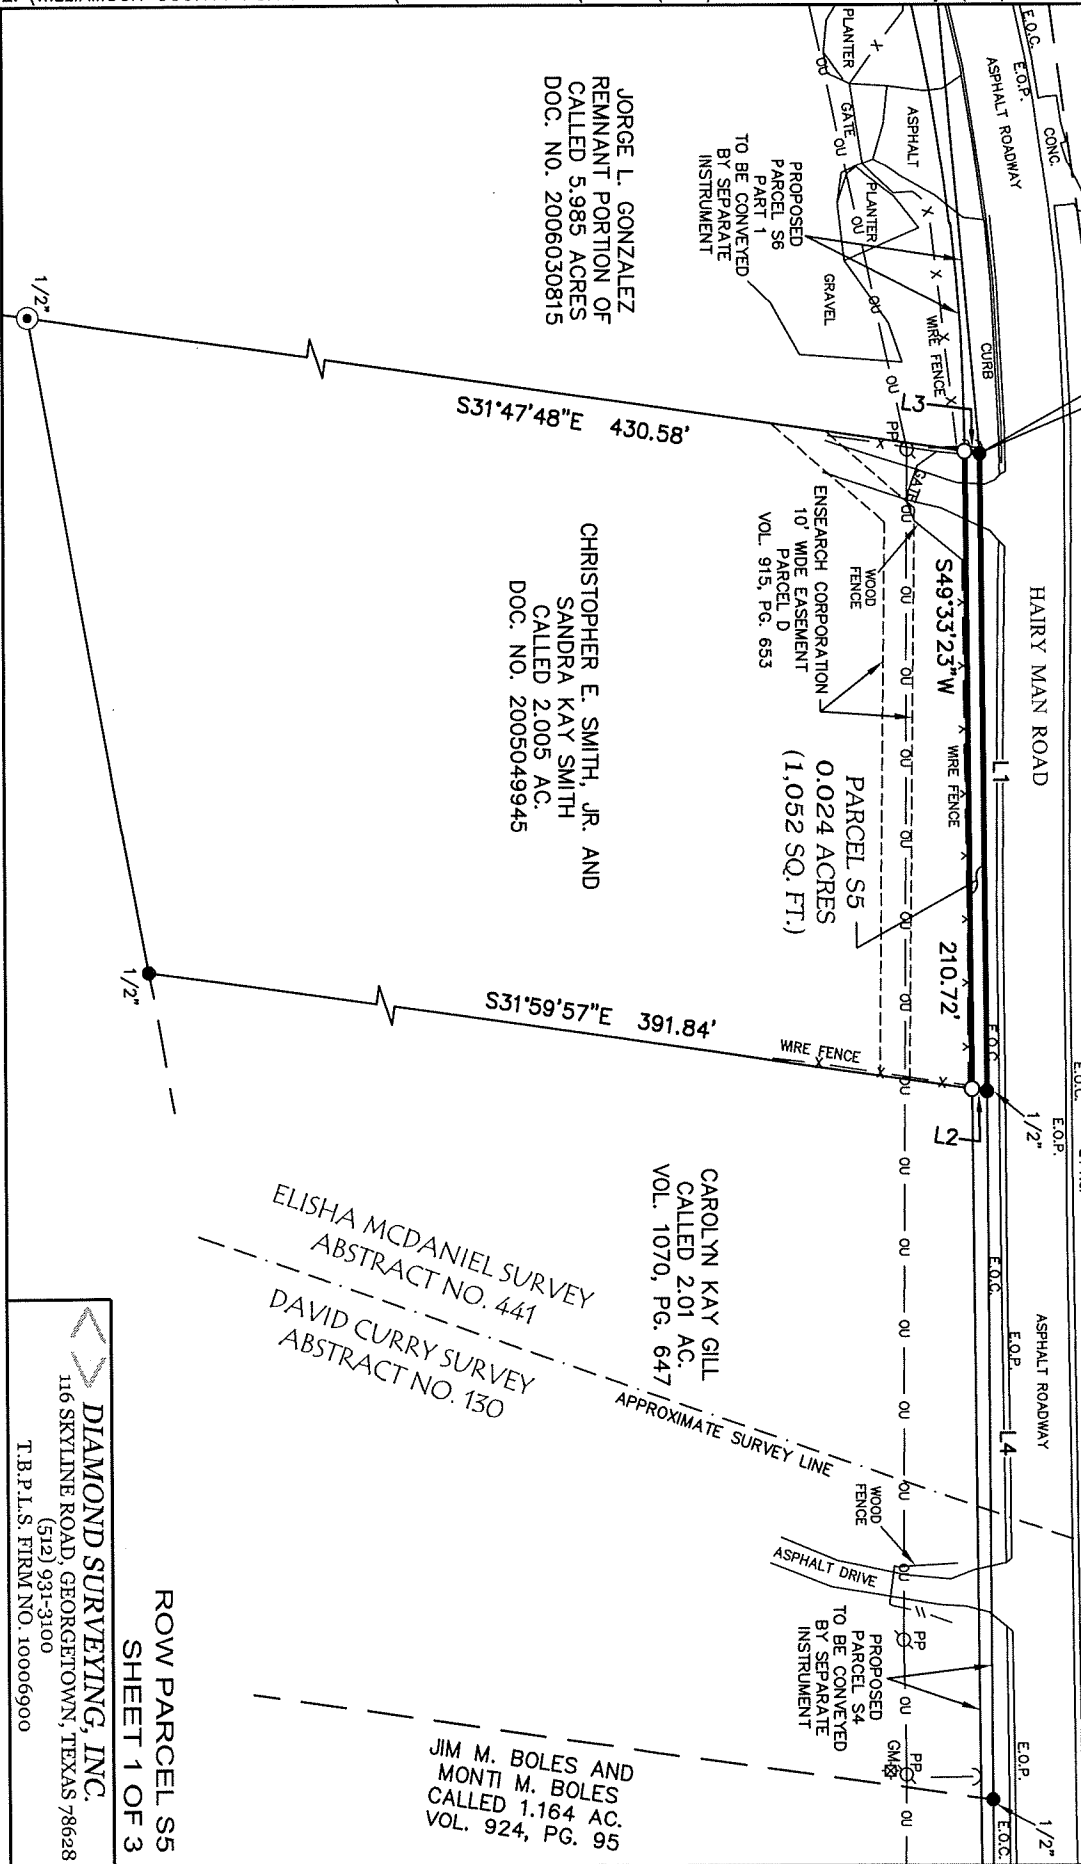 E.O.C.
E.O.P.
CONC.
ASPHALT ROADWAY
HAIRY MAN ROAD
ASPHALT ROADWAY
E.O.P.
E.O.C.
E.O.P.
E.O.P.
E.O.C.
1/2"
PLANTER
X
OU
GATE
ASPHALT
PLANTER
OU
OU
X
X
X
X
WIRE FENCE
CURB
GRAVEL
OU
OU
PROPOSED
PARCEL S6
PART 1
TO BE CONVEYED
BY SEPARATE
INSTRUMENT
L3
PP
GATE
L1
S49°33'23"W
WIRE FENCE
210.72'
E.O.C.
L2
1/2"
E.O.C.
L4
WOOD
FENCE
ENSEARCH CORPORATION
10' WIDE EASEMENT
PARCEL D
VOL. 915, PG. 653
PARCEL S5
0.024 ACRES
(1,052 SQ. FT.)
JORGE L. GONZALEZ
REMNANT PORTION OF
CALLED 5.985 ACRES
DOC. NO. 2006030815
S31°47'48"E 430.58'
1/2"
CHRISTOPHER E. SMITH, JR. AND
SANDRA KAY SMITH
CALLED 2.005 AC.
DOC. NO. 2005049945
WIRE FENCE
S31°59'57"E 391.84'
1/2"
CAROLYN KAY GILL
CALLED 2.01 AC.
VOL. 1070, PG. 647
ELISHA MCDANIEL SURVEY
ABSTRACT NO. 441
DAVID CURRY SURVEY
ABSTRACT NO. 130
APPROXIMATE SURVEY LINE
WOOD
FENCE
ASPHALT DRIVE
PP
PROPOSED
PARCEL S4
TO BE CONVEYED
BY SEPARATE
INSTRUMENT
PP
GM
JIM M. BOLES AND
MONTI M. BOLES
CALLED 1.164 AC.
VOL. 924, PG. 95
ROW PARCEL S5
SHEET 1 OF 3
DIAMOND SURVEYING, INC.
116 SKYLINE ROAD, GEORGETOWN, TEXAS 78628
(512) 931-3100
T.B.P.L.S. FIRM NO. 10006900